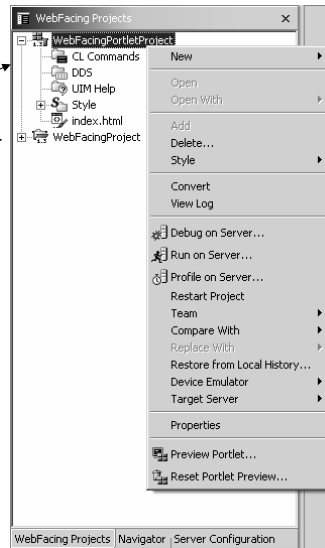 WebFacing Projects
WebFacingPortletProject
CL Commands
DDS
UIM Help
Style
index.html
WebFacingProject
New
Open
Open With
Add
Delete...
Style
Convert
View Log
Debug on Server...
Run on Server...
Profile on Server...
Restart Project
Team
Compare With
Replace With
Restore from Local History...
Device Emulator
Target Server
Properties
Preview Portlet...
Reset Portlet Preview...
WebFacing Projects Navigator Server Configuration